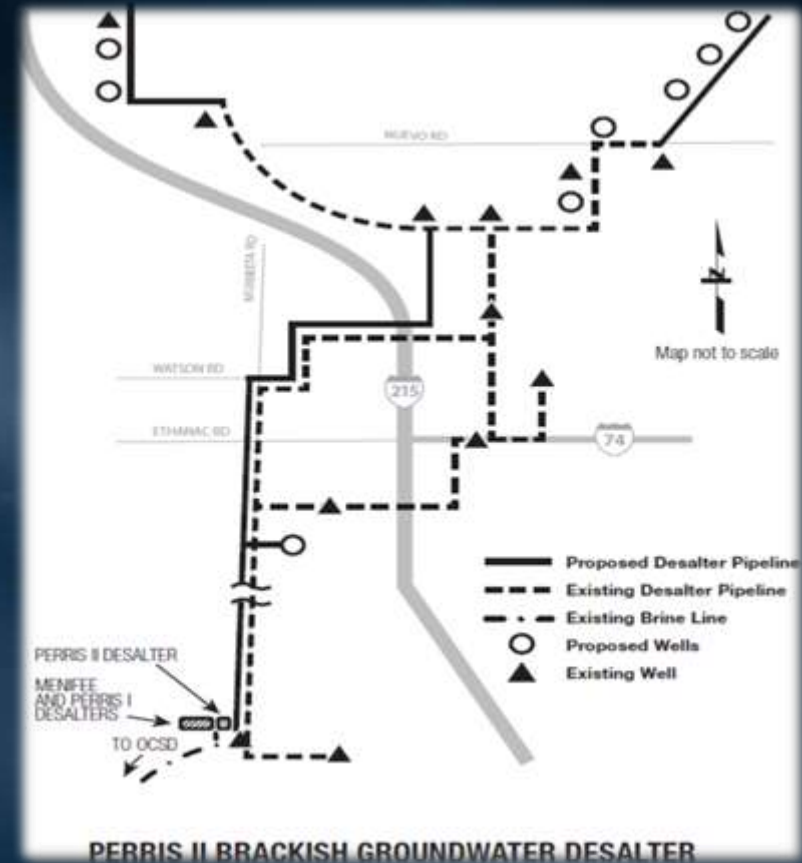 NUEVO RD
MURRIETA RD
Map not to scale
WATSON RD
215
ETHANAC RD
74
Proposed Desalter Pipeline
Existing Desalter Pipeline
Existing Brine Line
Proposed Wells
Existing Well
PERRIS II DESALTER
MENIFEE
AND PERRIS I
DESALTERS
TO OCSD
PERRIS II BRACKISH GROUNDWATER DESALTER